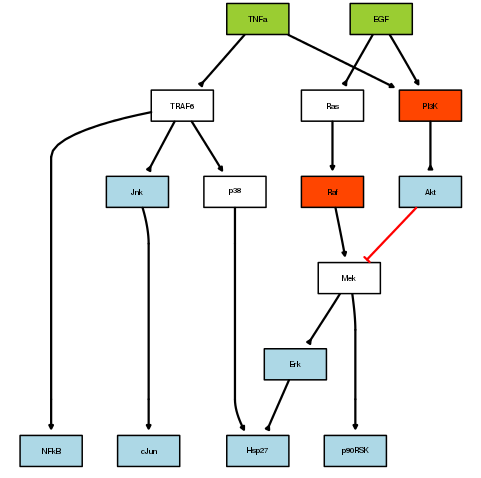 TNFa
EGF
TRAF6
Ras
PI3K
Jnk
p38
Raf
Akt
Mek
Erk
NFkB
cJun
Hsp27
p90RSK